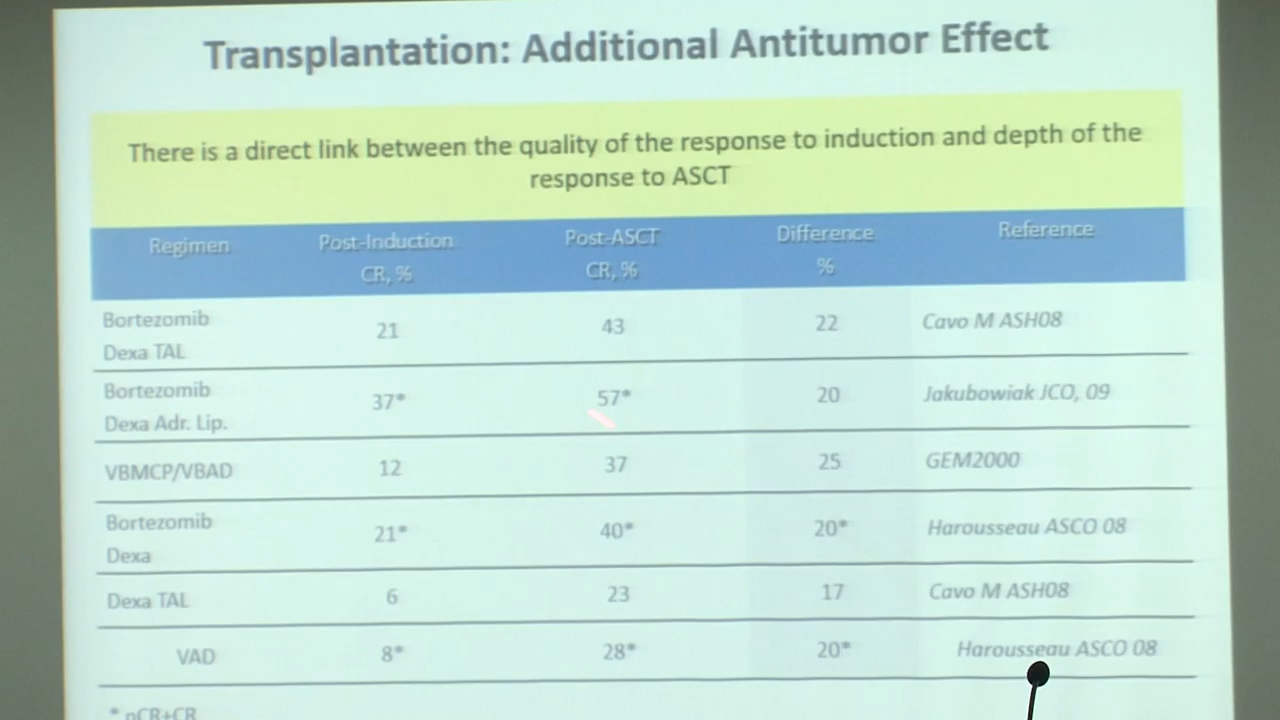 Transplantation: Additional Antitumor Effect
There is a direct link between the quality of the response to induction and depth of the
response to ASCT
Regimen Post-Induction CR, % Post-ASCT CR, % Difference % Reference
Bortezomib Dexa TAL 21 43 22 Cavo M ASH08
Bortezomib Dexa Adr. Lip. 37* 57* 20 Jakubowiak JCO, 09
VBMCP/VBAD 12 37 25 GEM2000
Bortezomib Dexa 21* 40* 20* Harousseau ASCO 08
Dexa TAL 6 23 17 Cavo M ASH08
VAD 8* 28* 20* Harousseau ASCO 08
* nCR+CR